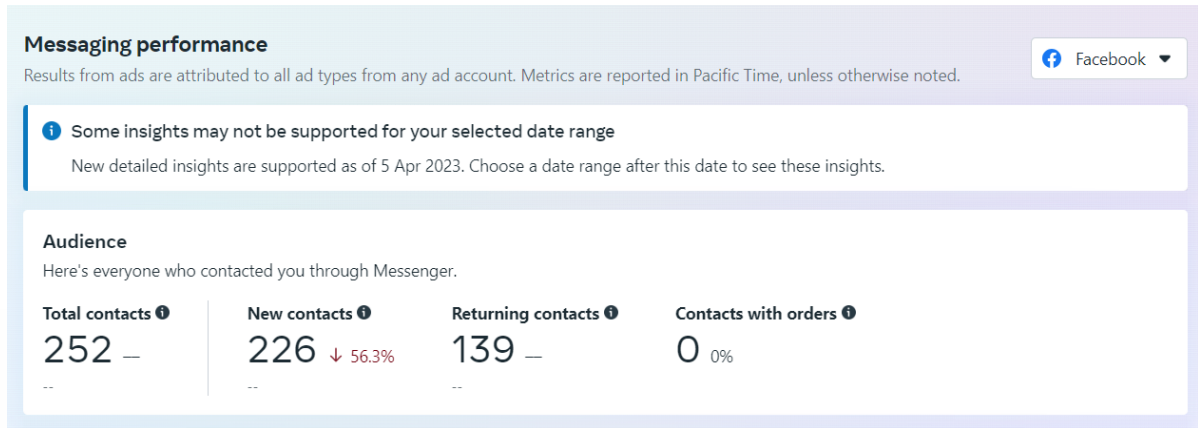 Messaging performance
Facebook
Results from ads are attributed to all ad types from any ad account. Metrics are reported in Pacific Time, unless otherwise noted.
Some insights may not be supported for your selected date range
New detailed insights are supported as of 5 Apr 2023. Choose a date range after this date to see these insights.
Audience
Here's everyone who contacted you through Messenger.
Total contacts
252 —
--
New contacts
226 ↓ 56.3%
--
Returning contacts
139 —
--
Contacts with orders
0 0%